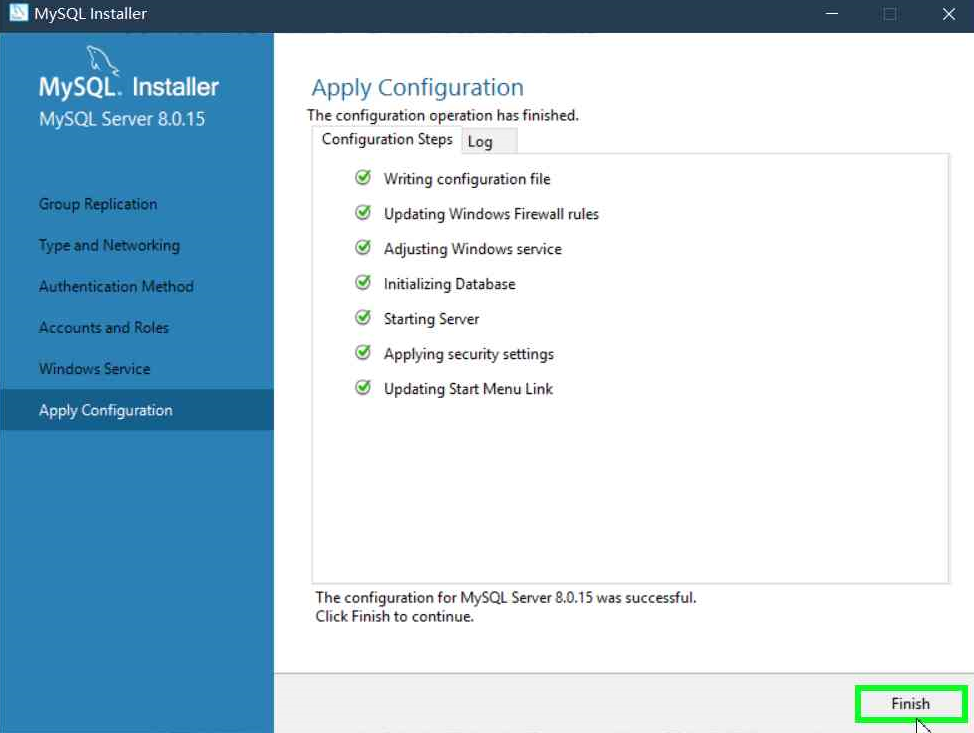 MySQL Installer
MySQL. Installer
MySQL Server 8.0.15
Group Replication
Type and Networking
Authentication Method
Accounts and Roles
Windows Service
Apply Configuration
Apply Configuration
The configuration operation has finished.
Configuration Steps Log
Writing configuration file
Updating Windows Firewall rules
Adjusting Windows service
Initializing Database
Starting Server
Applying security settings
Updating Start Menu Link
The configuration for MySQL Server 8.0.15 was successful.
Click Finish to continue.
Finish